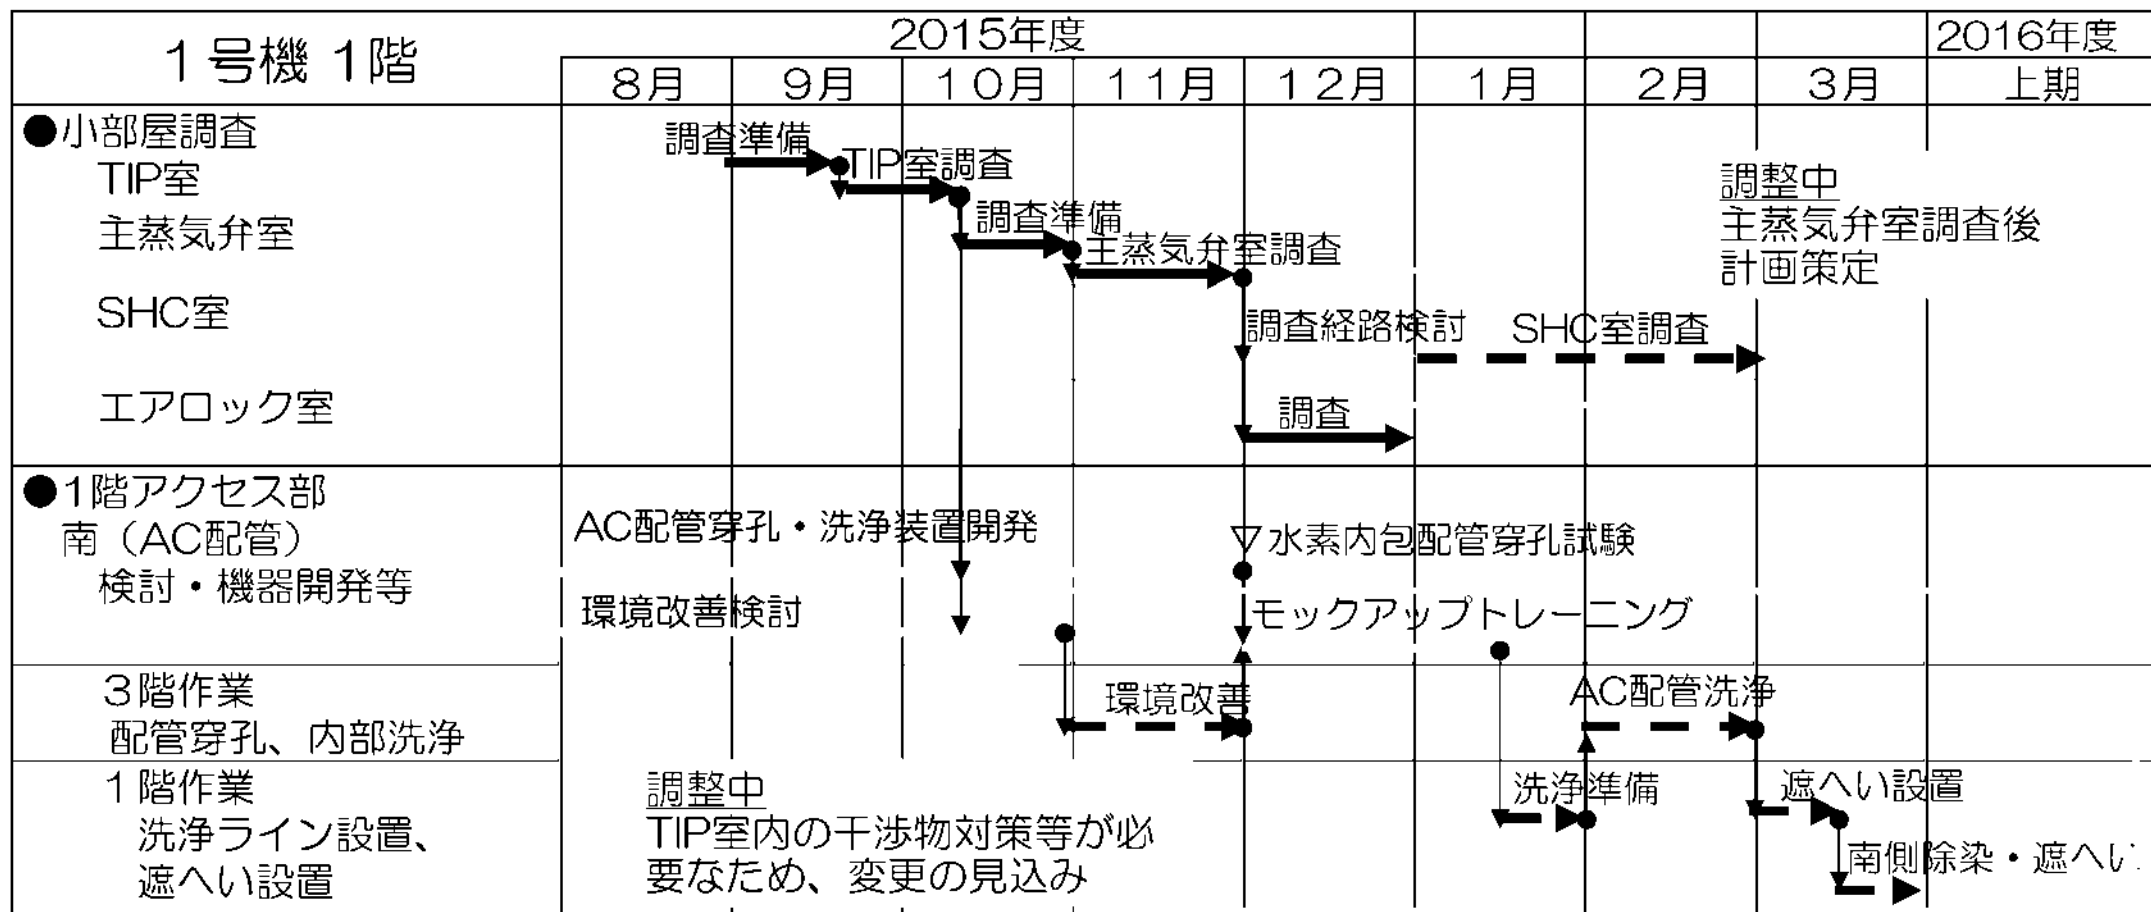 1号機 1階
2015年度
2016年度
8月
9月
10月
11月
12月
1月
2月
3月
上期
●小部屋調査
調査準備
TIP室
TIP室調査
調整中
主蒸気弁室調査後
計画策定
主蒸気弁室
調査準備
主蒸気弁室調査
SHC室
調査経路検討
SHC室調査
エアロック室
調査
●1階アクセス部
南（AC配管）
検討・機器開発等
AC配管穿孔・洗浄装置開発
▽水素内包配管穿孔試験
環境改善検討
モックアップトレーニング
3階作業
配管穿孔、内部洗浄
環境改善
AC配管洗浄
1階作業
洗浄ライン設置、
遮へい設置
調整中
TIP室内の干渉物対策等が必
要なため、変更の見込み
洗浄準備
遮へい設置
南側除染・遮へい